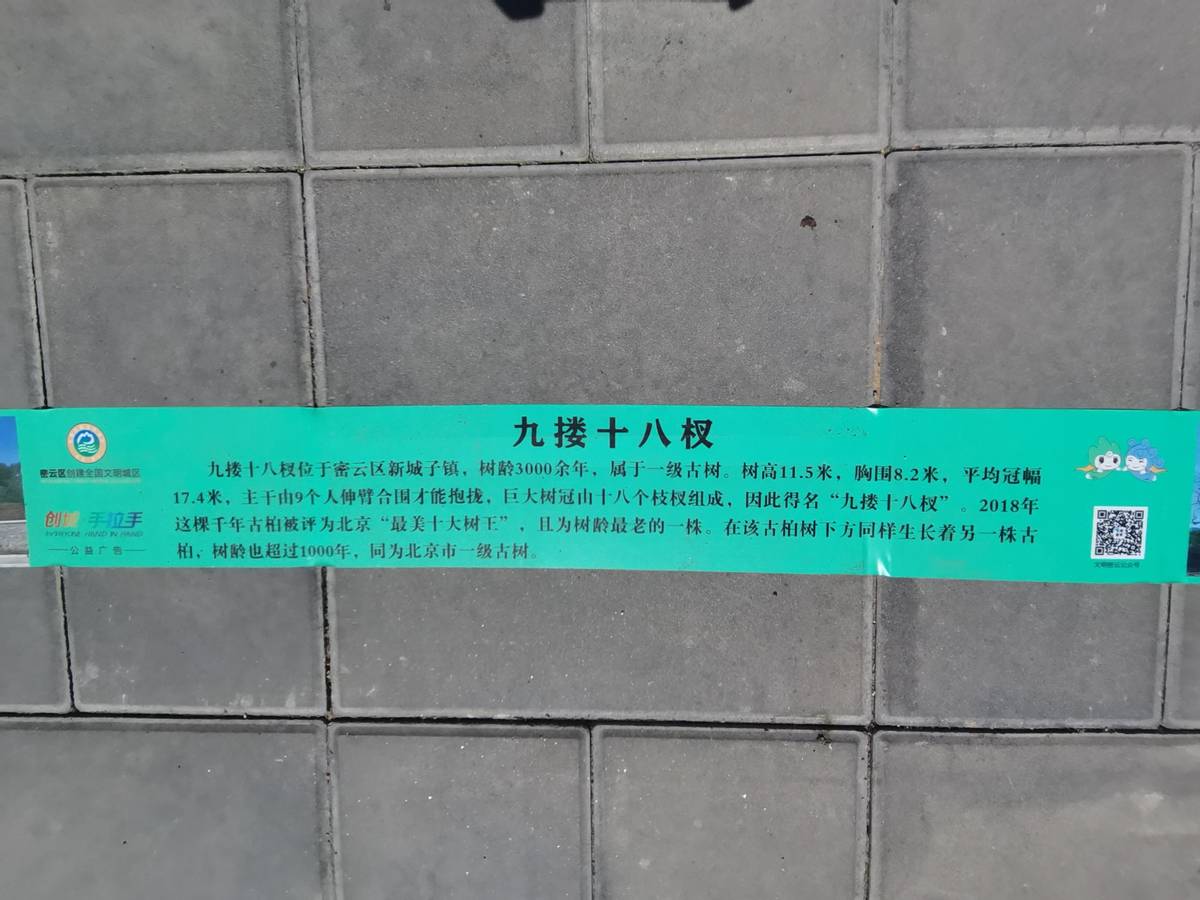 九搂十八杈
九搂十八杈位于密云区新城子镇，树龄3000余年，属于一级古树。树高11.5米，胸围8.2米，平均冠幅
17.4米，主干由9个人伸臂合围才能抱拢，巨大树冠由十八个枝杈组成，因此得名“九搂十八杈”。2018年
这棵千年古柏被评为北京“最美十大树王”，且为树龄最老的一株。在该古柏树下方同样生长着另一株古
柏，树龄也超过1000年，同为北京市一级古树。
密云区创建全国文明城区
创城 手拉手
EVERYONE HAND IN HAND
公益广告
文明密云公众号